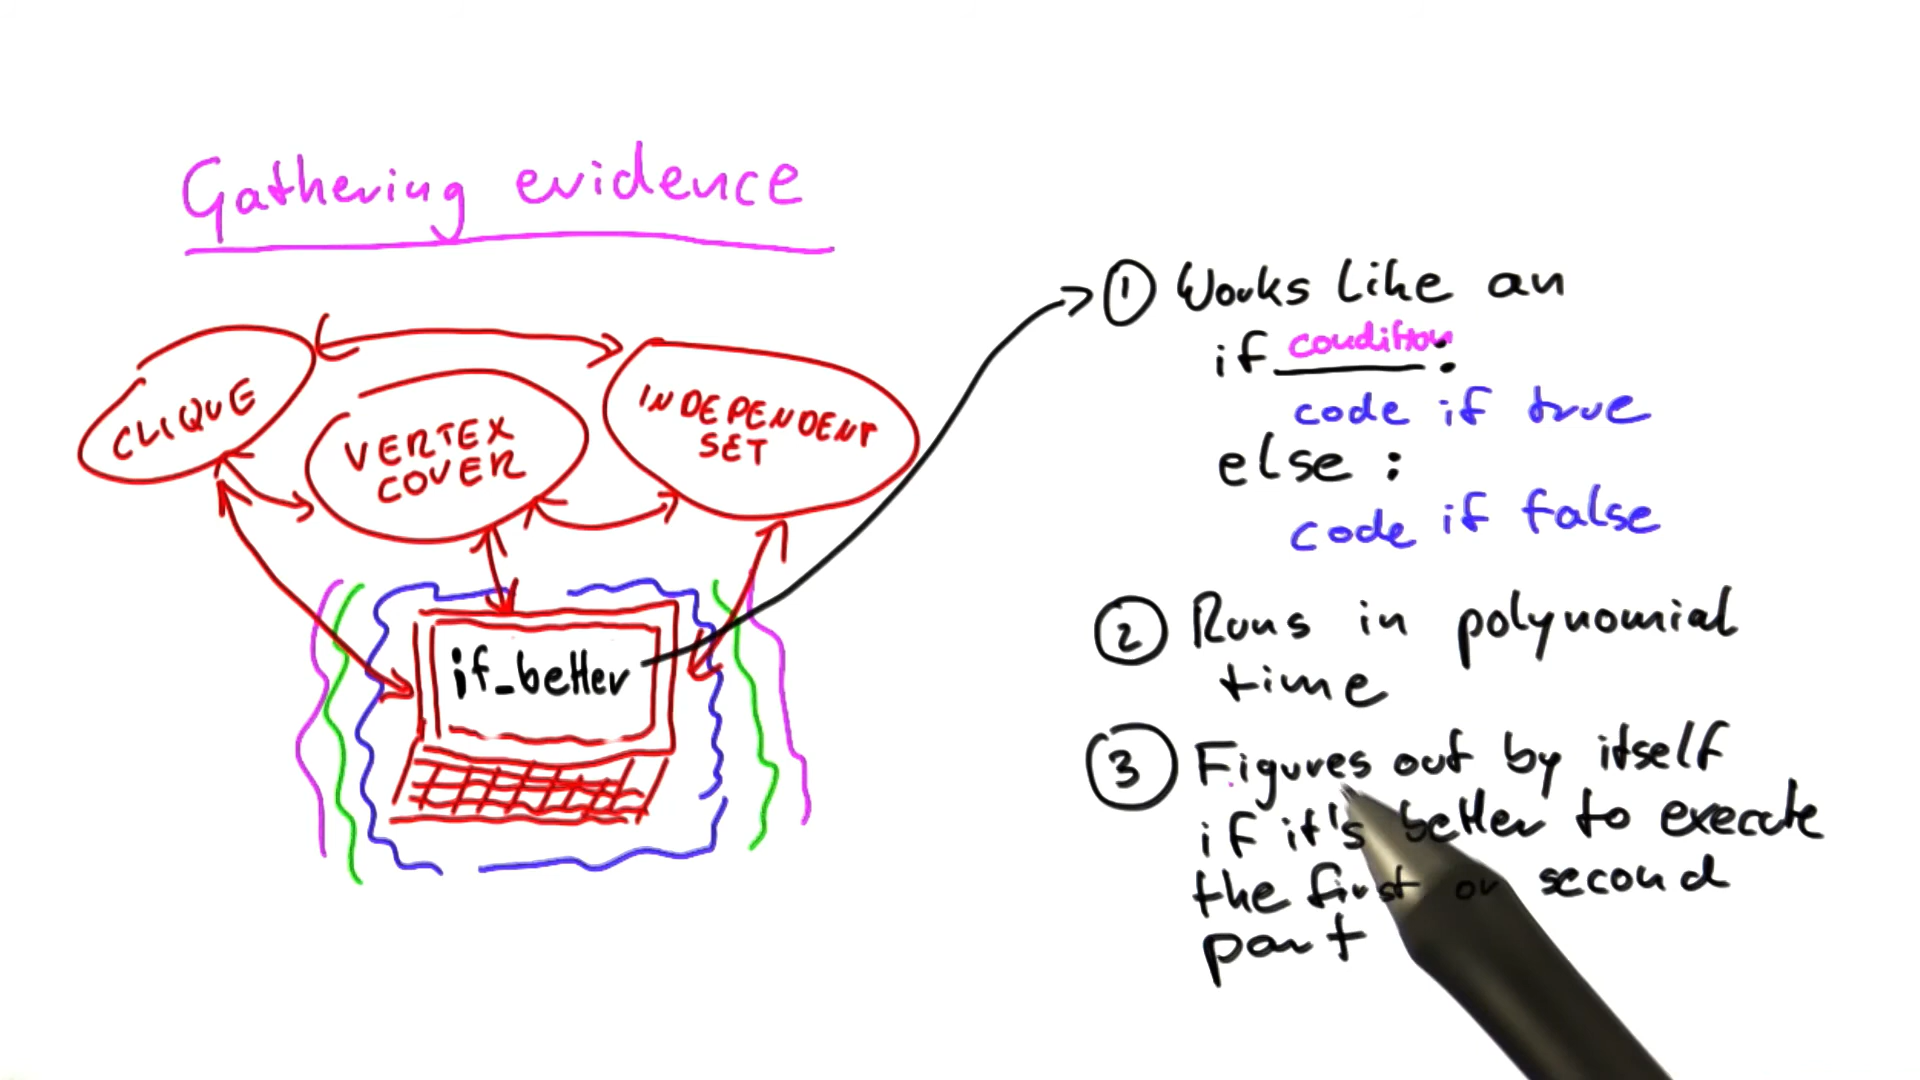 Gathering evidence
CLIQUE
VERTEX
COVER
INDEPENDENT
SET
if_better
① Works like an
if condition:
code if true
else:
code if false
② Runs in polynomial
time
③ Figures out by itself
if it's better to execute
the first or second
part